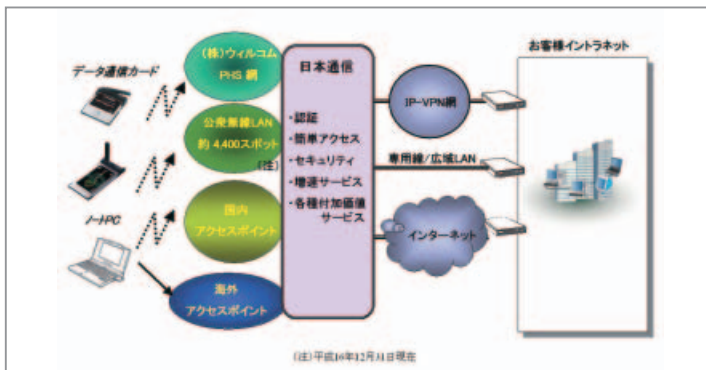 データ通信カード
ノートPC
(株)ウィルコム
PHS 網
公衆無線LAN
約 4,400スポット
(注)
国内
アクセスポイント
海外
アクセスポイント
日本通信
・認証
・簡単アクセス
・セキュリティ
・増速サービス
・各種付加価値
サービス
IP-VPN網
専用線/広域LAN
インターネット
お客様イントラネット
(注)平成16年12月31日現在